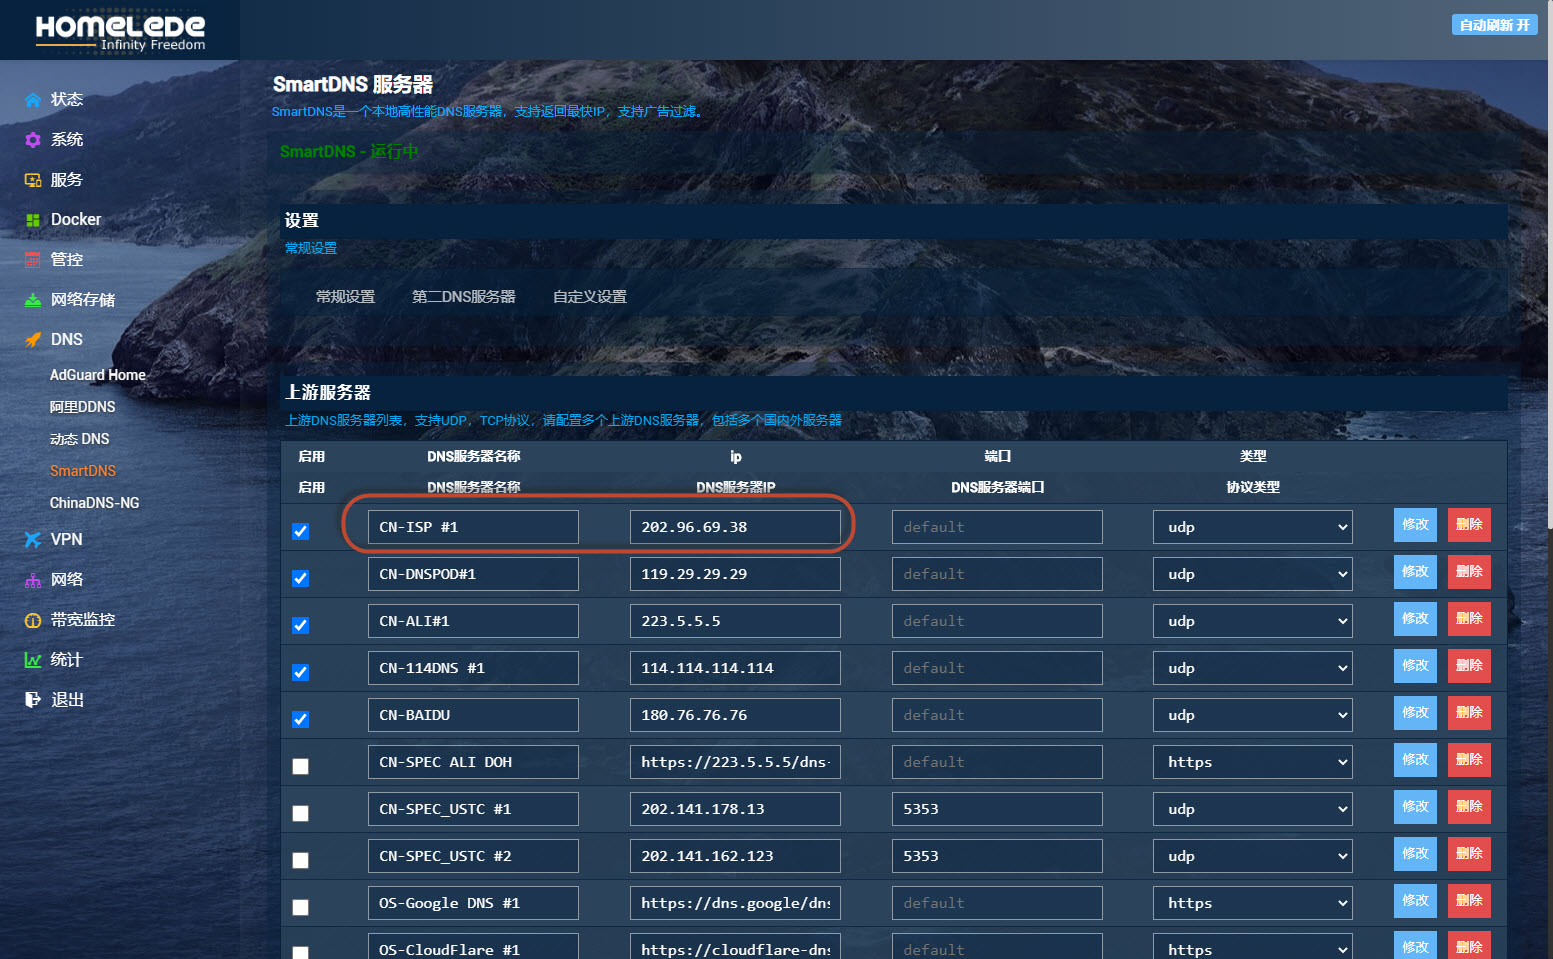 HOMELEDE
Infinity Freedom
自动刷新 开
状态
系统
服务
Docker
管控
网络存储
DNS
AdGuard Home
阿里DDNS
动态 DNS
SmartDNS
ChinaDNS-NG
VPN
网络
带宽监控
统计
退出
SmartDNS 服务器
SmartDNS是一个本地高性能DNS服务器，支持返回最快IP，支持广告过滤。
SmartDNS - 运行中
设置
常规设置
常规设置 第二DNS服务器 自定义设置
上游服务器
上游DNS服务器列表，支持UDP，TCP协议，请配置多个上游DNS服务器，包括多个国内外服务器
启用 DNS服务器名称 ip 端口 类型
启用 DNS服务器名称 DNS服务器IP DNS服务器端口 协议类型
CN-ISP #1 202.96.69.38 default udp 修改 删除
CN-DNSPOD#1 119.29.29.29 default udp 修改 删除
CN-ALI#1 223.5.5.5 default udp 修改 删除
CN-114DNS #1 114.114.114.114 default udp 修改 删除
CN-BAIDU 180.76.76.76 default udp 修改 删除
CN-SPEC ALI DOH https://223.5.5.5/dns- default https 修改 删除
CN-SPEC_USTC #1 202.141.178.13 5353 udp 修改 删除
CN-SPEC_USTC #2 202.141.162.123 5353 udp 修改 删除
OS-Google DNS #1 https://dns.google/dns default https 修改 删除
OS-CloudFlare #1 https://cloudflare-dns default https 修改 删除